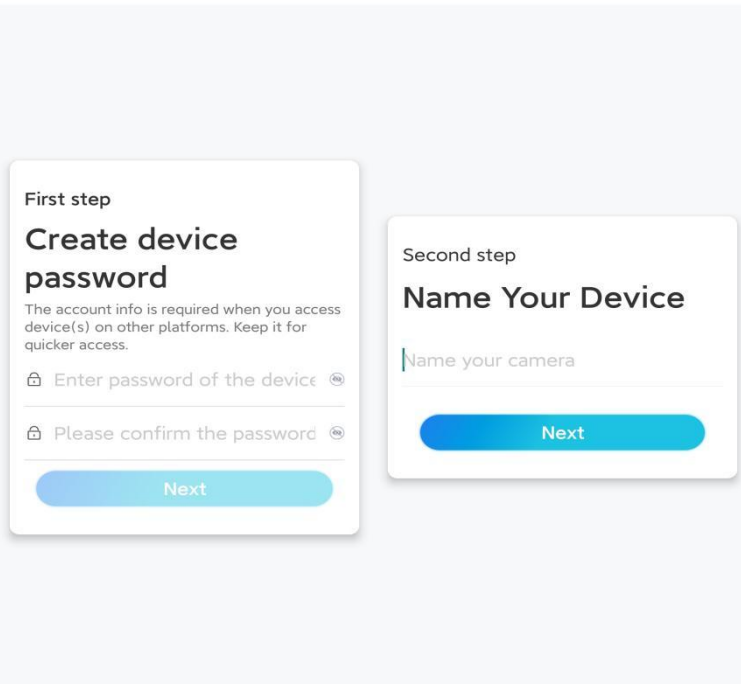 First step
Create device
password
The account info is required when you access
device(s) on other platforms. Keep it for
quicker access.
Enter password of the device
Please confirm the password
Next
Second step
Name Your Device
Name your camera
Next